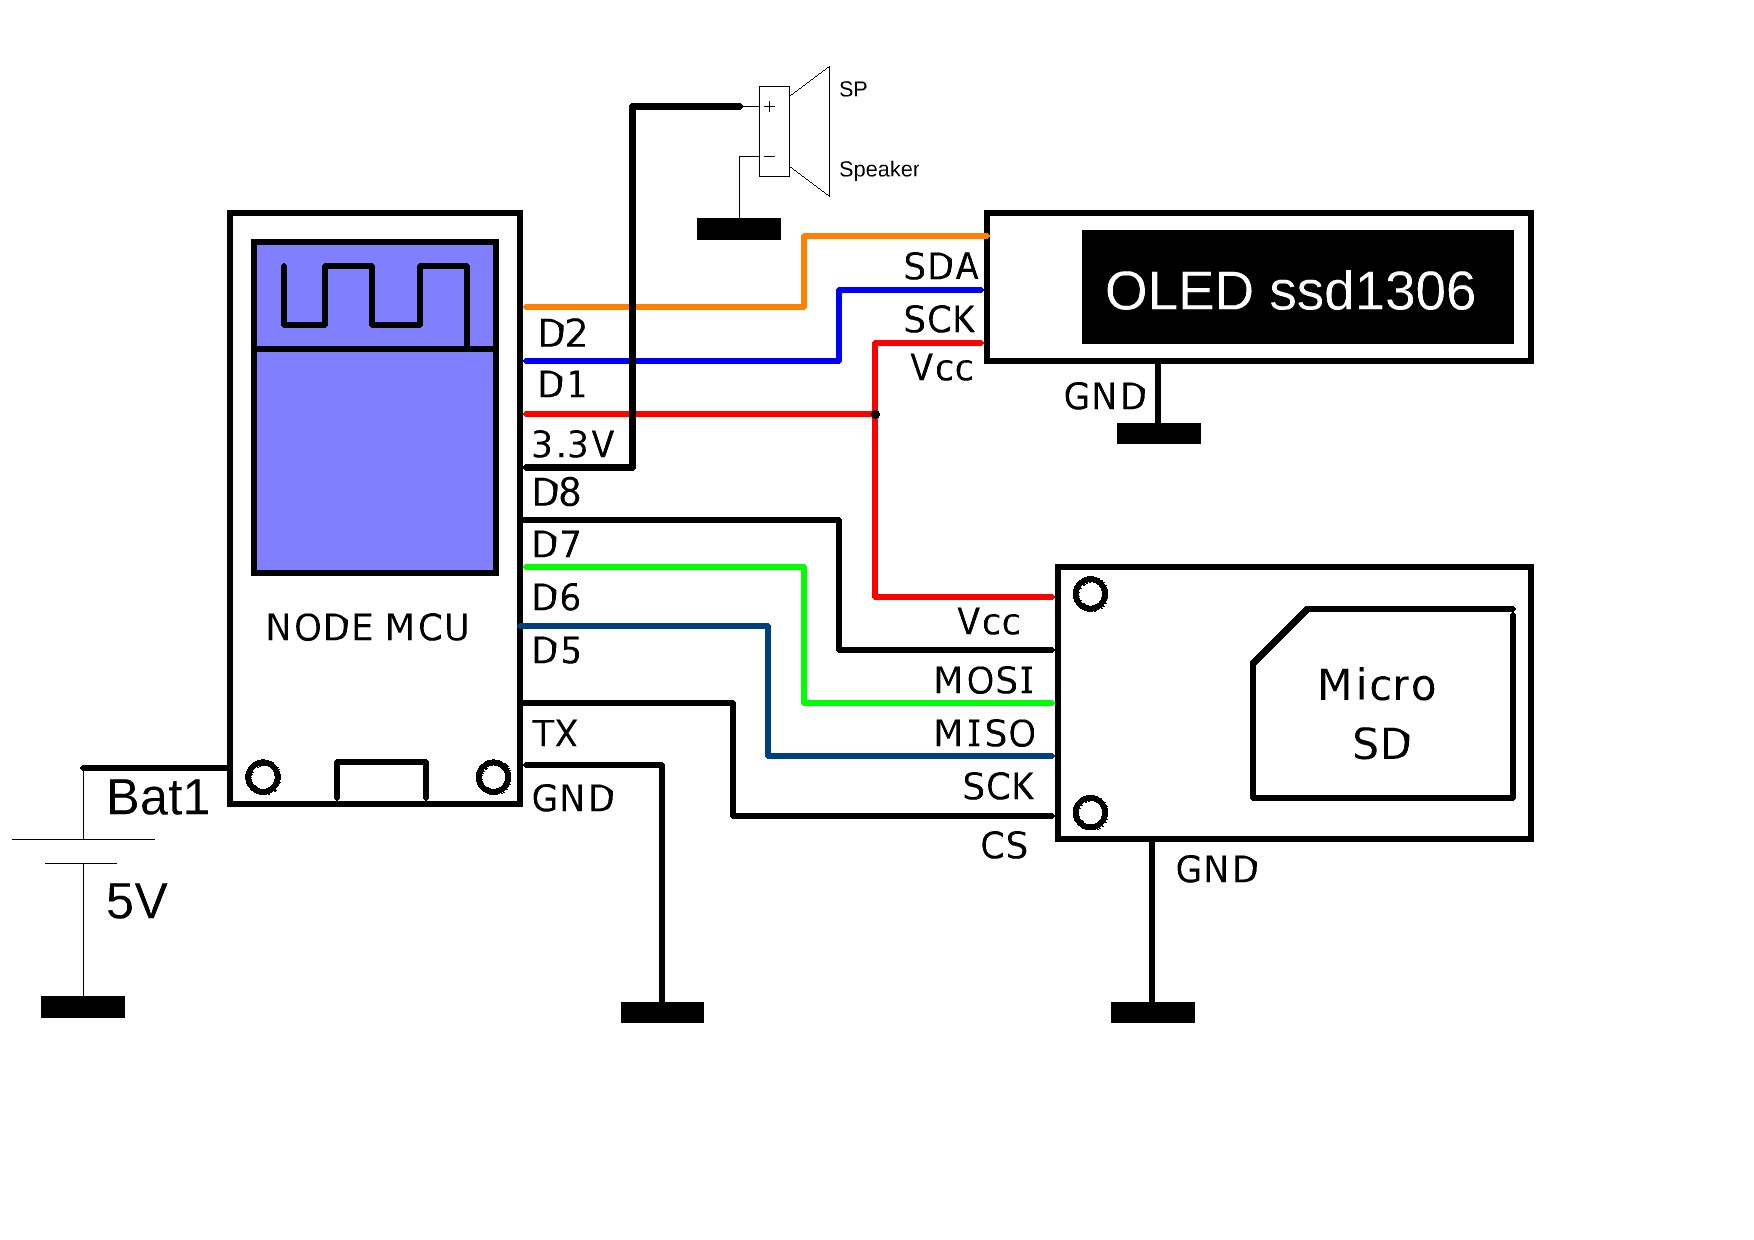 SP
+
−
Speaker
SDA
OLED ssd1306
SCK
D2
Vcc
D1
GND
3.3V
D8
D7
D6
NODE MCU
Vcc
D5
MOSI
Micro
SD
TX
MISO
SCK
Bat1
GND
CS
GND
5V